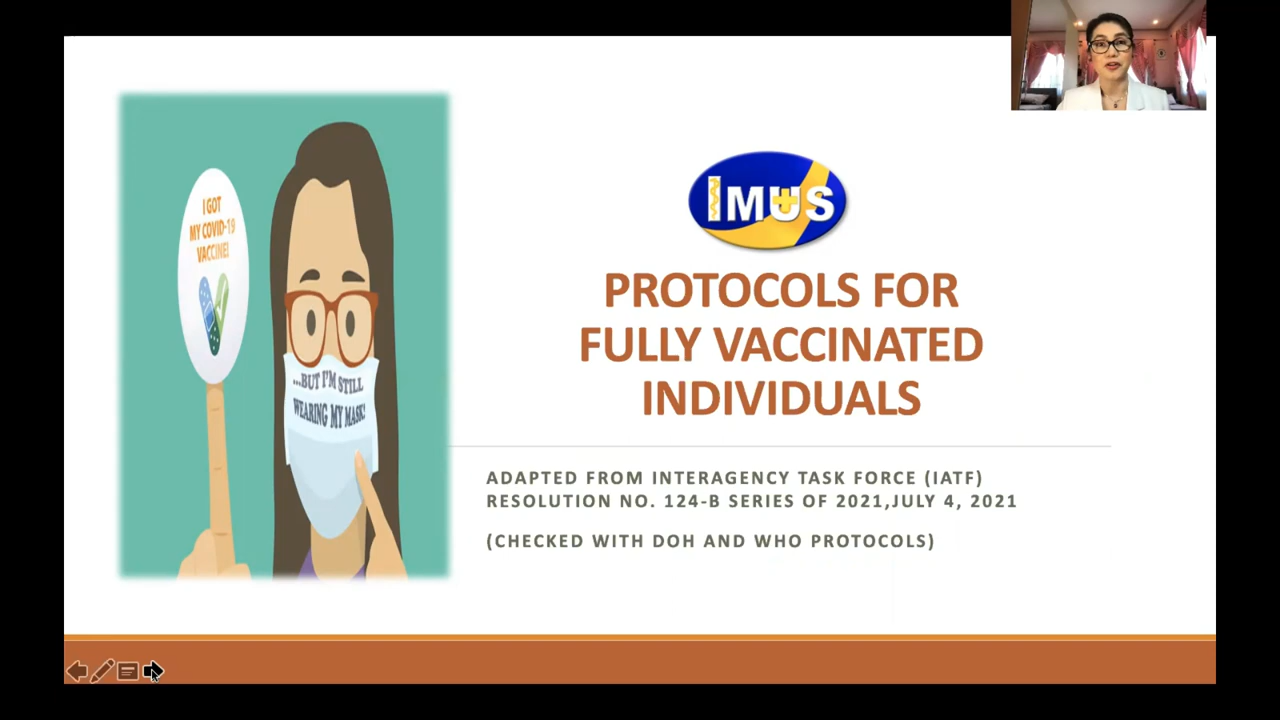 I GOT
MY COVID-19
VACCINE!
...BUT I'M STILL
WEARING MY MASK!
IMUS
PROTOCOLS FOR
FULLY VACCINATED
INDIVIDUALS
ADAPTED FROM INTERAGENCY TASK FORCE (IATF)
RESOLUTION NO. 124-B SERIES OF 2021,JULY 4, 2021
(CHECKED WITH DOH AND WHO PROTOCOLS)